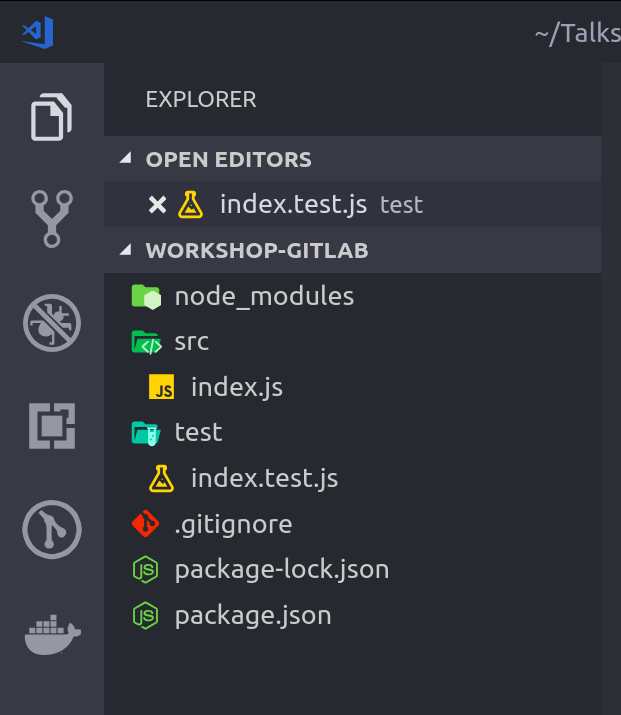 ~/Talks
EXPLORER
OPEN EDITORS
index.test.js test
WORKSHOP-GITLAB
node_modules
src
index.js
test
index.test.js
.gitignore
package-lock.json
package.json